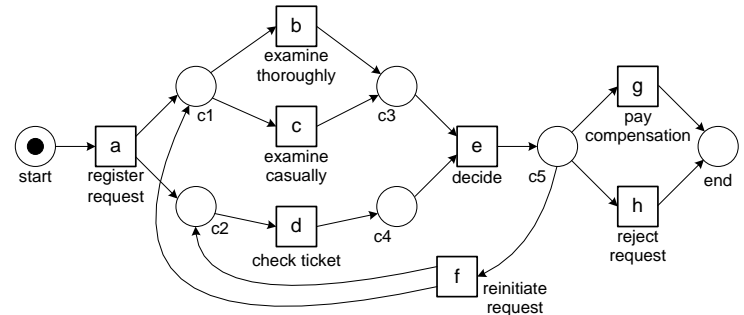 b
examine
thoroughly
g
pay
compensation
c1
c3
a
register
request
start
c
examine
casually
e
decide
c5
end
c2
d
check ticket
c4
h
reject
request
f
reinitiate
request